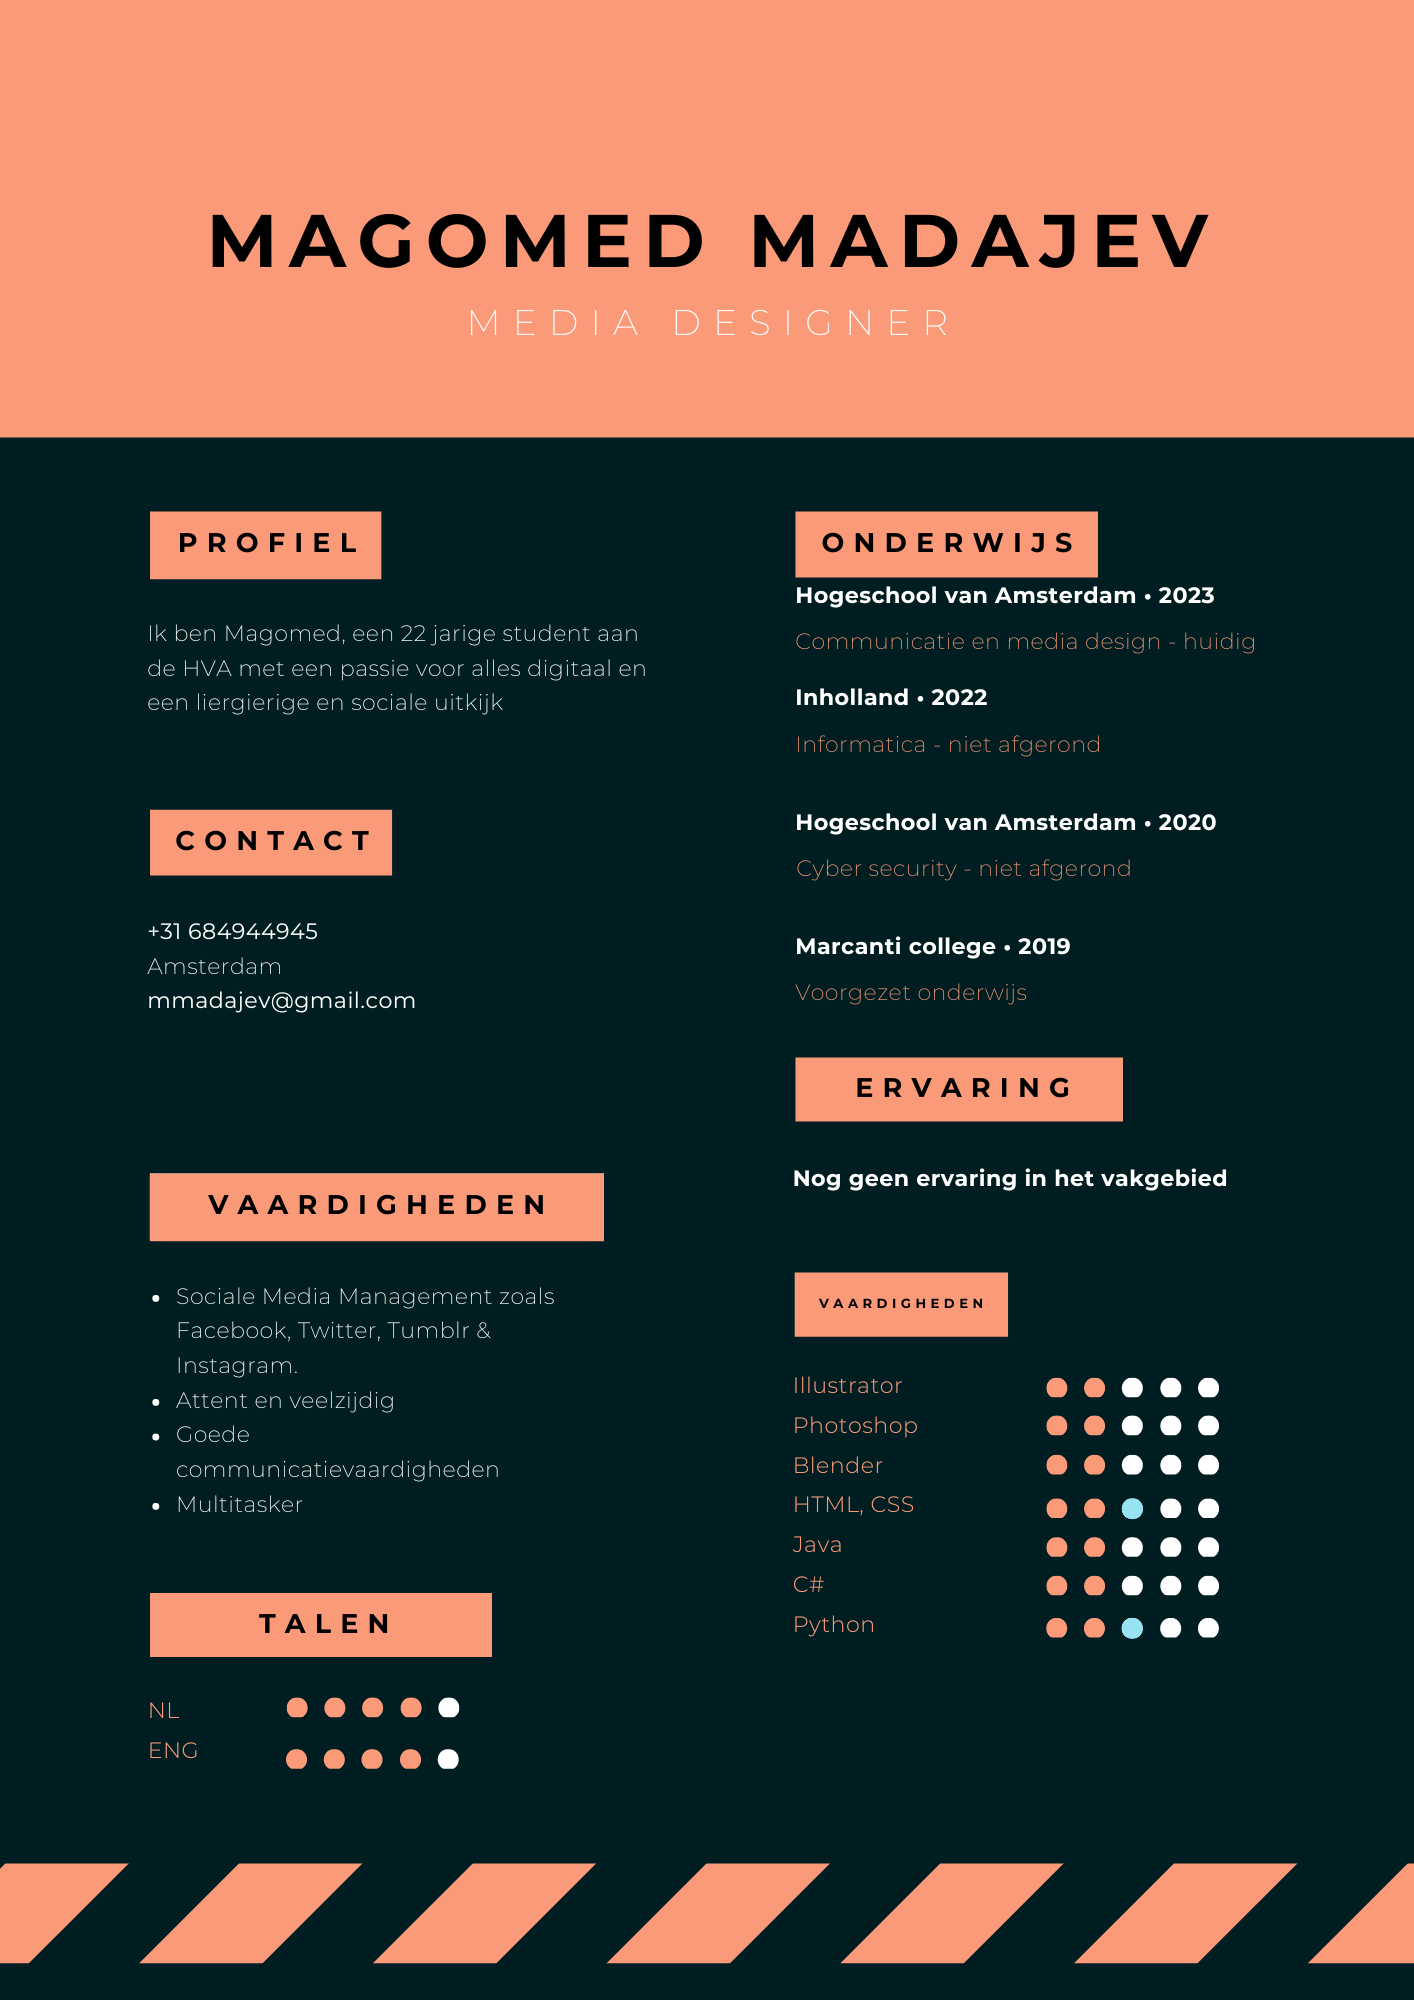 MAGOMED MADAJEV
MEDIA DESIGNER
PROFIEL
Ik ben Magomed, een 22 jarige student aan
de HVA met een passie voor alles digitaal en
een liergierige en sociale uitkijk
CONTACT
+31 684944945
Amsterdam
mmadajev@gmail.com
VAARDIGHEDEN
• Sociale Media Management zoals
Facebook, Twitter, Tumblr &
Instagram.
• Attent en veelzijdig
• Goede
communicatievaardigheden
• Multitasker
TALEN
NL
ENG
ONDERWIJS
Hogeschool van Amsterdam • 2023
Communicatie en media design - huidig
Inholland • 2022
Informatica - niet afgerond
Hogeschool van Amsterdam • 2020
Cyber security - niet afgerond
Marcanti college • 2019
Voorgezet onderwijs
ERVARING
Nog geen ervaring in het vakgebied
VAARDIGHEDEN
Illustrator
Photoshop
Blender
HTML, CSS
Java
C#
Python